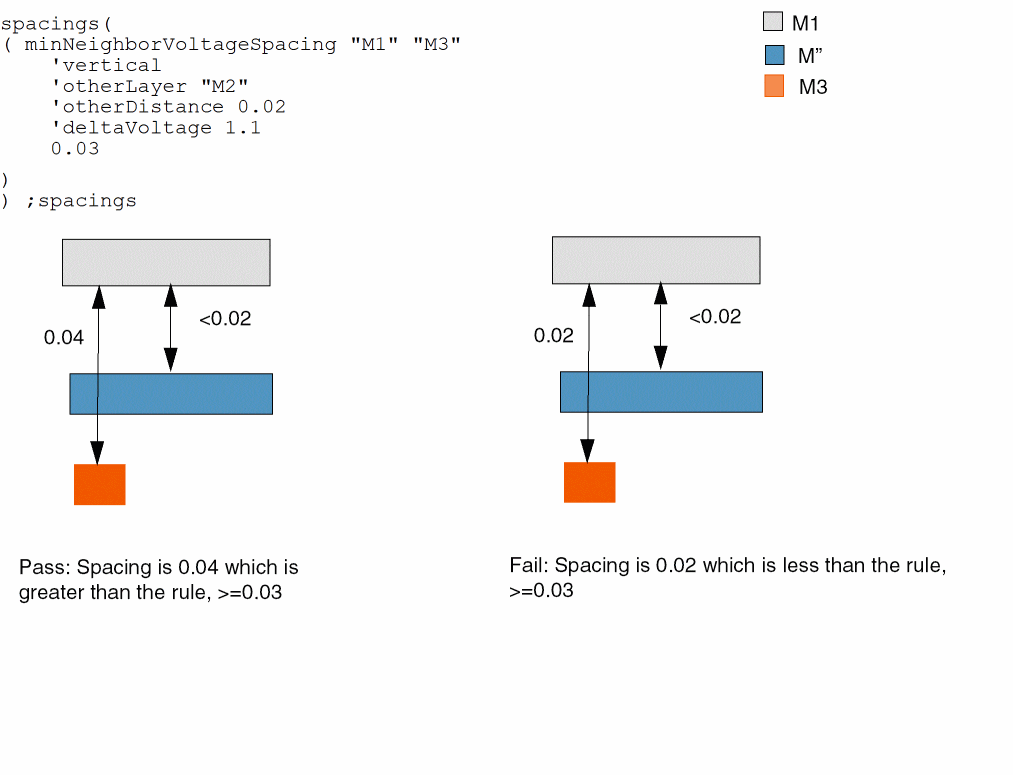 spacings(
( minNeighborVoltageSpacing "M1" "M3"
'vertical
'otherLayer "M2"
'otherDistance 0.02
'deltaVoltage 1.1
0.03
)
) ;spacings
M1
M”
M3
0.04
<0.02
0.02
<0.02
Pass: Spacing is 0.04 which is
greater than the rule, >=0.03
Fail: Spacing is 0.02 which is less than the rule,
>=0.03